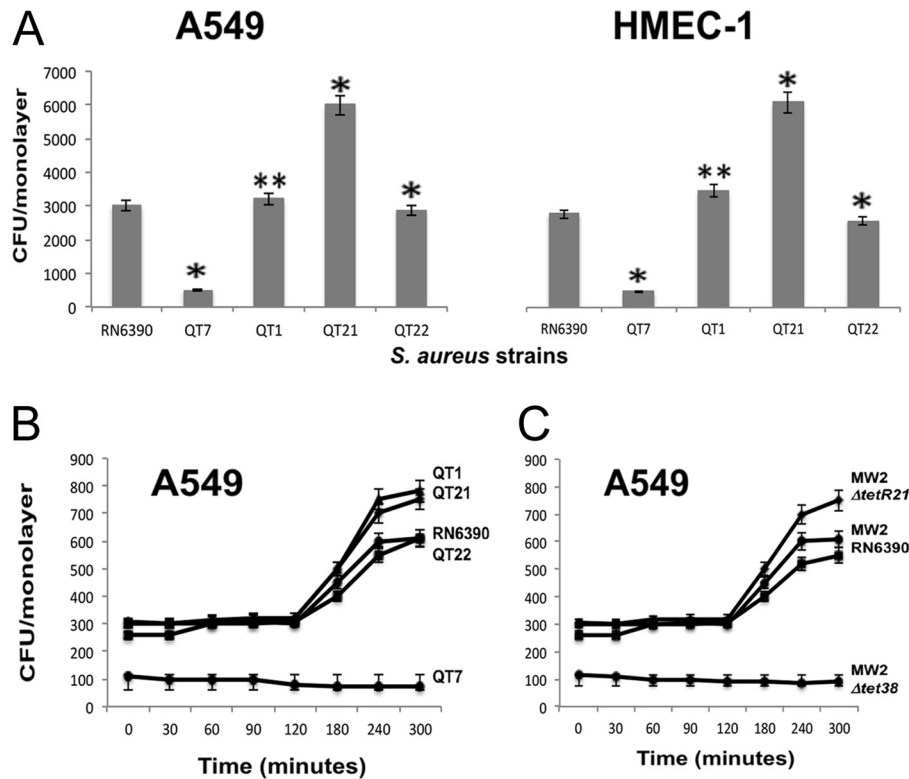 A
A549
HMEC-1
CFU/monolayer
7000
6000
5000
4000
3000
2000
1000
0
* ** * *
* ** * *
RN6390 QT7 QT1 QT21 QT22
RN6390 QT7 QT1 QT21 QT22
S. aureus strains
B
A549
CFU/monolayer
900
800
700
600
500
400
300
200
100
0
QT1
QT21
RN6390
QT22
QT7
0 30 60 90 120 180 240 300
Time (minutes)
C
A549
900
800
700
600
500
400
300
200
100
0
MW2
ΔtetR21
MW2
RN6390
MW2
Δtet38
0 30 60 90 120 180 240 300
Time (minutes)